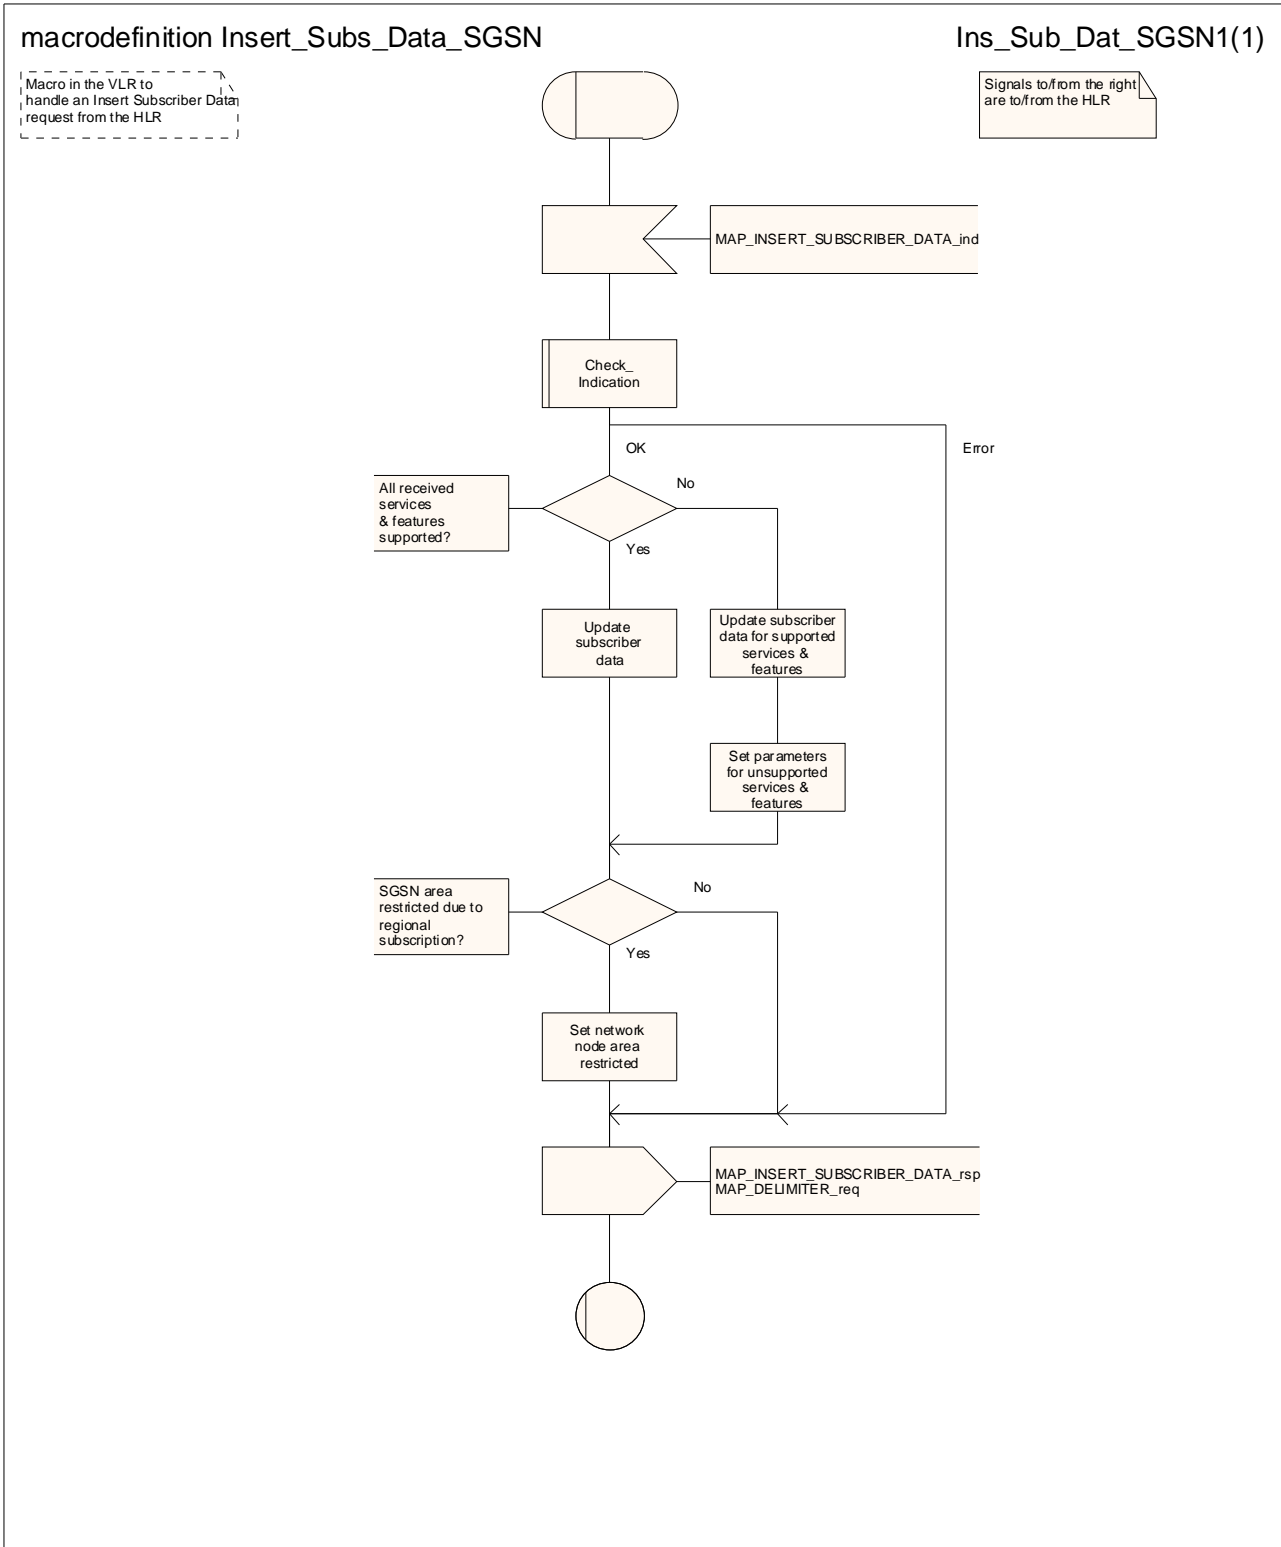 macrodefinition Insert_Subs_Data_SGSN
Ins_Sub_Dat_SGSN1(1)
Macro in the VLR to
handle an Insert Subscriber Data
request from the HLR
Signals to/from the right
are to/from the HLR
MAP_INSERT_SUBSCRIBER_DATA_ind
Check_
Indication
OK
Error
All received
services
& features
supported?
No
Yes
Update
subscriber
data
Update subscriber
data for supported
services &
features
Set parameters
for unsupported
services &
features
SGSN area
restricted due to
regional
subscription?
No
Yes
Set network
node area
restricted
MAP_INSERT_SUBSCRIBER_DATA_rsp
MAP_DELIMITER_req